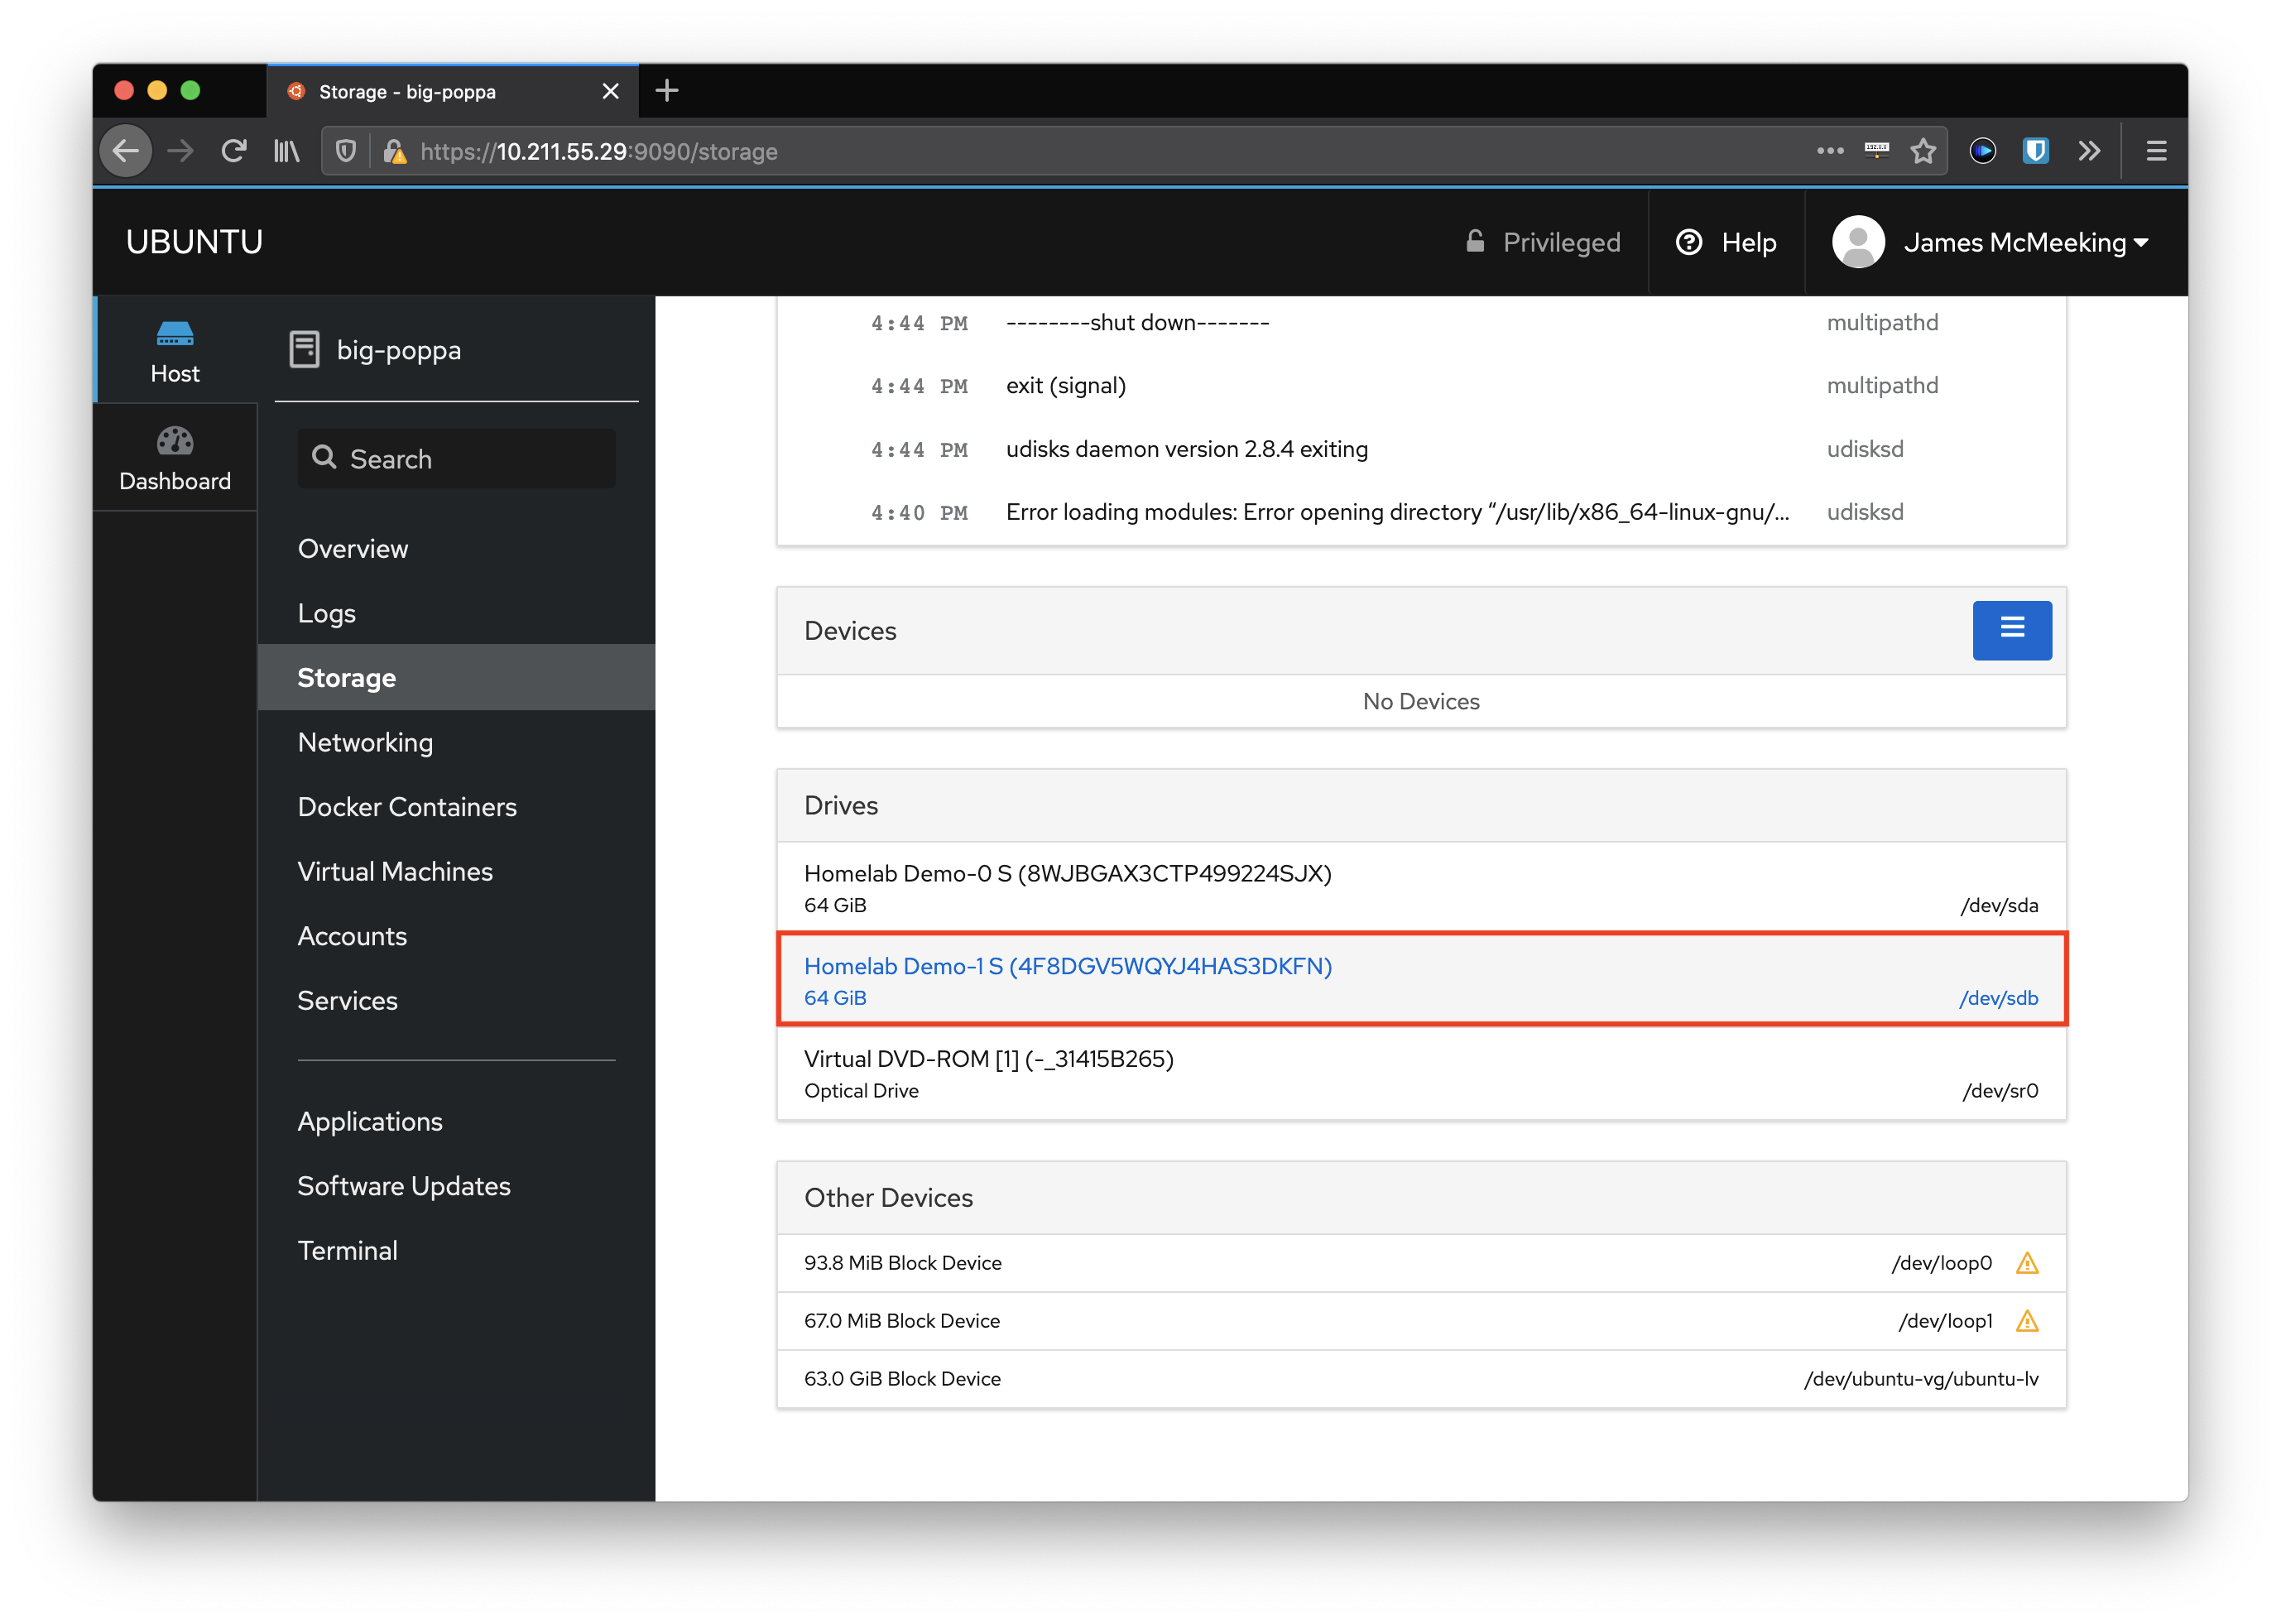 Storage - big-poppa
https://10.211.55.29:9090/storage
UBUNTU
Privileged
Help
James McMeeking
Host
Dashboard
big-poppa
Search
Overview
Logs
Storage
Networking
Docker Containers
Virtual Machines
Accounts
Services
Applications
Software Updates
Terminal
4:44 PM --------shut down------- multipathd
4:44 PM exit (signal) multipathd
4:44 PM udisks daemon version 2.8.4 exiting udisksd
4:40 PM Error loading modules: Error opening directory “/usr/lib/x86_64-linux-gnu/... udisksd
Devices
No Devices
Drives
Homelab Demo-0 S (8WJBGAX3CTP499224SJX)
64 GiB /dev/sda
Homelab Demo-1 S (4F8DGV5WQYJ4HAS3DKFN)
64 GiB /dev/sdb
Virtual DVD-ROM [1] (-_31415B265)
Optical Drive /dev/sr0
Other Devices
93.8 MiB Block Device /dev/loop0
67.0 MiB Block Device /dev/loop1
63.0 GiB Block Device /dev/ubuntu-vg/ubuntu-lv